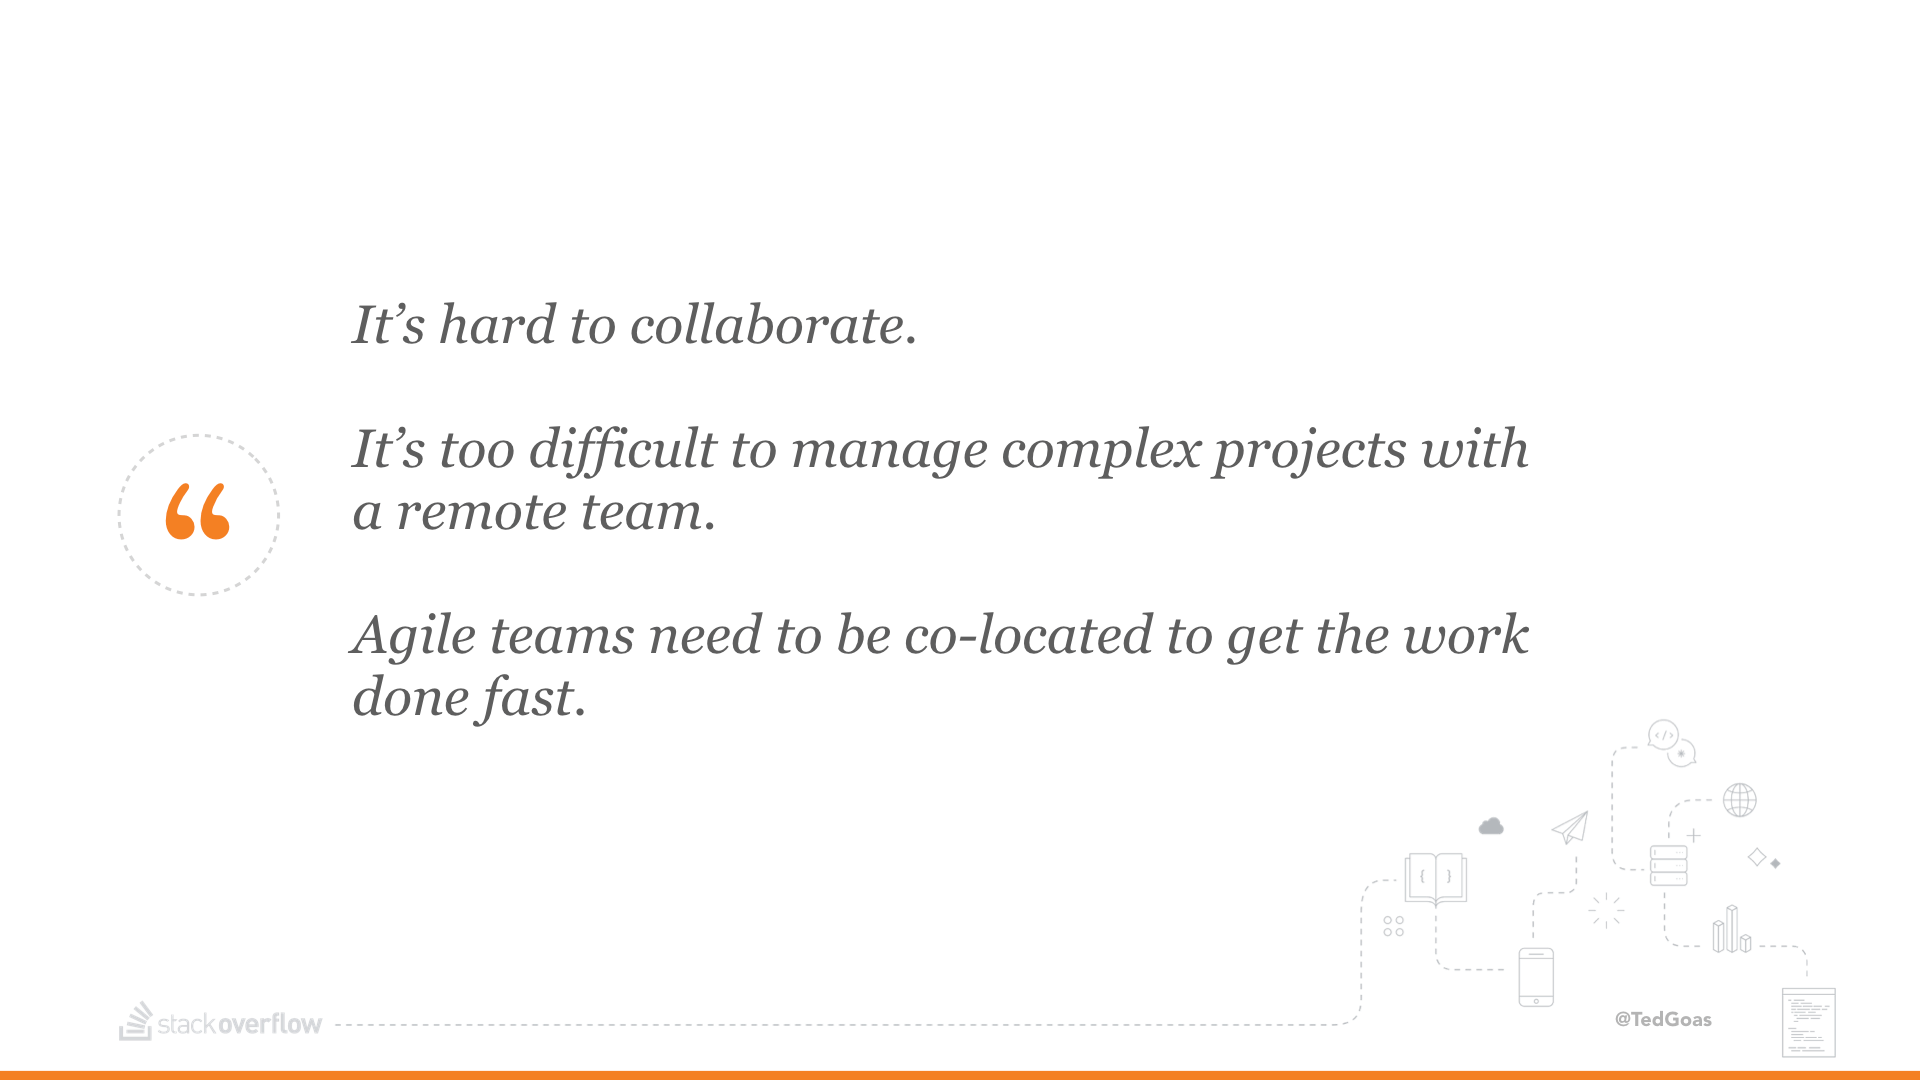 It’s hard to collaborate.
It’s too difficult to manage complex projects with
a remote team.
“
Agile teams need to be co-located to get the work
done fast.
</>
{ }
stackoverflow
@TedGoas